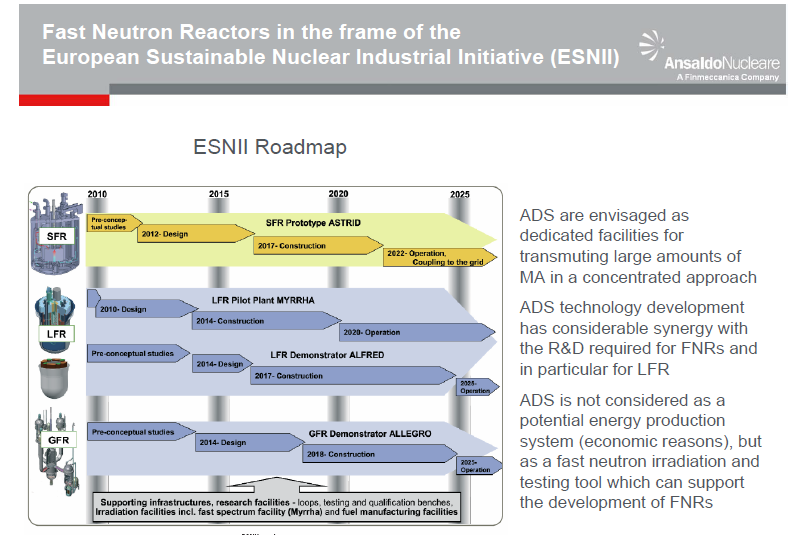 Fast Neutron Reactors in the frame of the
European Sustainable Nuclear Industrial Initiative (ESNII)
AnsaldoNucleare
A Finmeccanica Company
ESNII Roadmap
2010 2015 2020 2025
SFR
Pre-concep-
tual studies
SFR Prototype ASTRID
2012- Design
2017- Construction
2022- Operation,
Coupling to the grid
LFR
LFR Pilot Plant MYRRHA
2010- Design
2014- Construction
2020- Operation
Pre-conceptual studies
LFR Demonstrator ALFRED
2014- Design
2017- Construction
Operation
GFR
Pre-conceptual studies
GFR Demonstrator ALLEGRO
2014- Design
2018- Construction
2025-
Operation
Supporting infrastructures, research facilities - loops, testing and qualification benches,
Irradiation facilities incl. fast spectrum facility (Myrrha) and fuel manufacturing facilities
ADS are envisaged as
dedicated facilities for
transmuting large amounts of
MA in a concentrated approach
ADS technology development
has considerable synergy with
the R&D required for FNRs and
in particular for LFR
ADS is not considered as a
potential energy production
system (economic reasons), but
as a fast neutron irradiation and
testing tool which can support
the development of FNRs